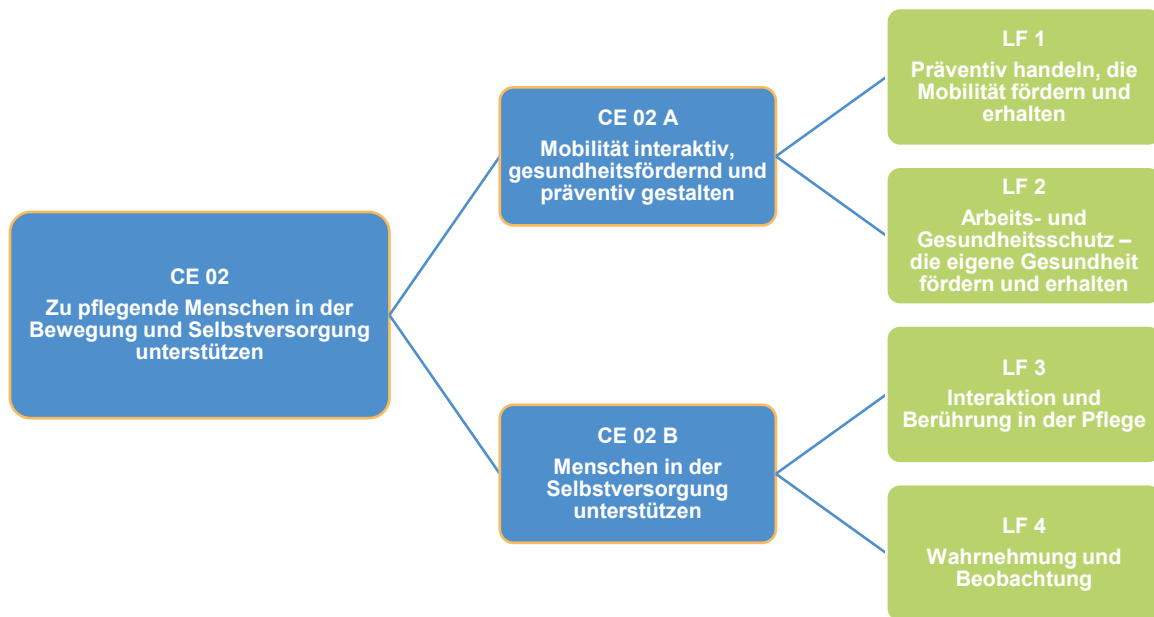 CE 02
Zu pflegende Menschen in der
Bewegung und Selbstversorgung
unterstützen
CE 02 A
Mobilität interaktiv,
gesundheitsfördernd und
präventiv gestalten
CE 02 B
Menschen in der
Selbstversorgung
unterstützen
LF 1
Präventiv handeln, die
Mobilität fördern und
erhalten
LF 2
Arbeits- und
Gesundheitsschutz –
die eigene Gesundheit
fördern und erhalten
LF 3
Interaktion und
Berührung in der Pflege
LF 4
Wahrnehmung und
Beobachtung